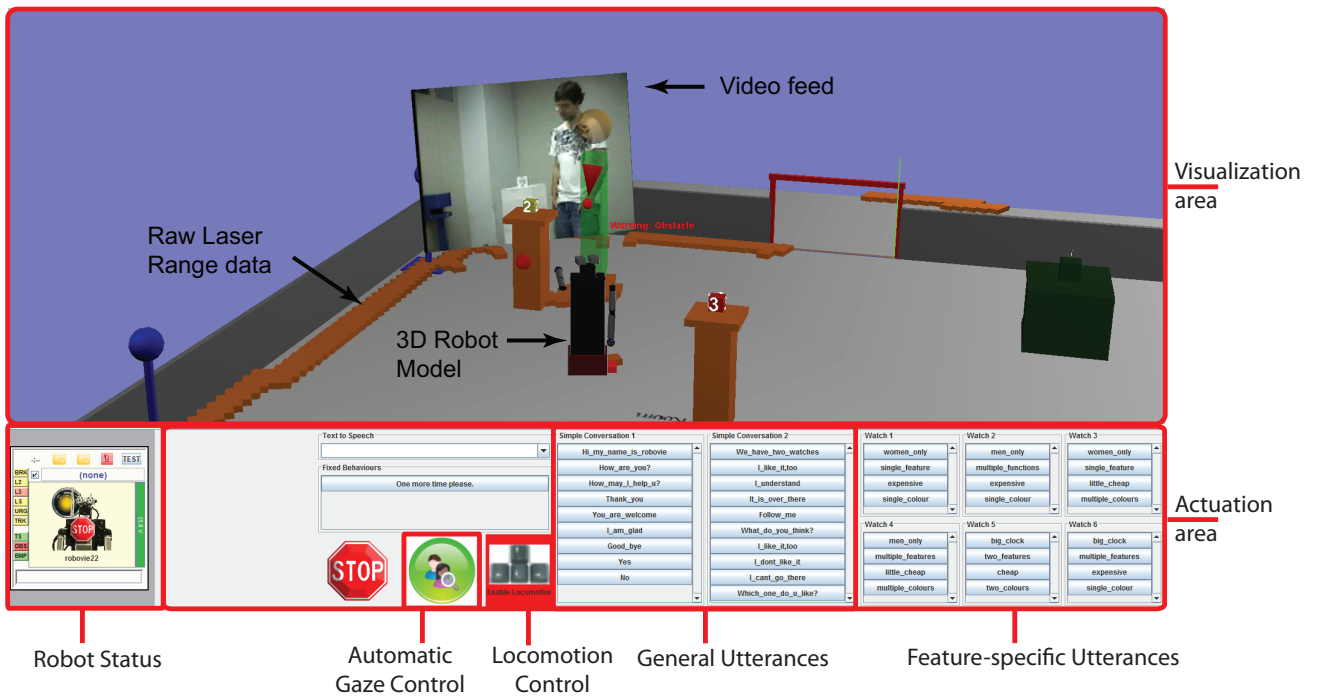 Video feed
Visualization
area
2
Warning: Obstacle
Raw Laser
Range data
3
3D Robot
Model
Room
-:--
TEST
BRK
L2
L3
LS
URG
TRK
TS
OBS
BMP
(none)
STOP
robovie22
Text to Speech
Fixed Behaviours
One more time please.
STOP
Enable Locomotion
Simple Conversation 1
Hi_my_name_is_robovie
How_are_you?
How_may_I_help_u?
Thank_you
You_are_welcome
I_am_glad
Good_bye
Yes
No
Simple Conversation 2
We_have_two_watches
I_like_it,too
I_understand
It_is_over_there
Follow_me
What_do_you_think?
I_like_it,too
I_dont_like_it
I_cant_go_there
Which_one_do_u_like?
Watch 1
women_only
single_feature
expensive
single_colour
Watch 2
men_only
multiple_functions
expensive
single_colour
Watch 3
women_only
single_feature
little_cheap
multiple_colours
Watch 4
men_only
multiple_features
little_cheap
multiple_colours
Watch 5
big_clock
two_features
cheap
two_colours
Watch 6
big_clock
multiple_features
expensive
single_colour
Actuation
area
Robot Status
Automatic
Gaze Control
Locomotion
Control
General Utterances
Feature-specific Utterances